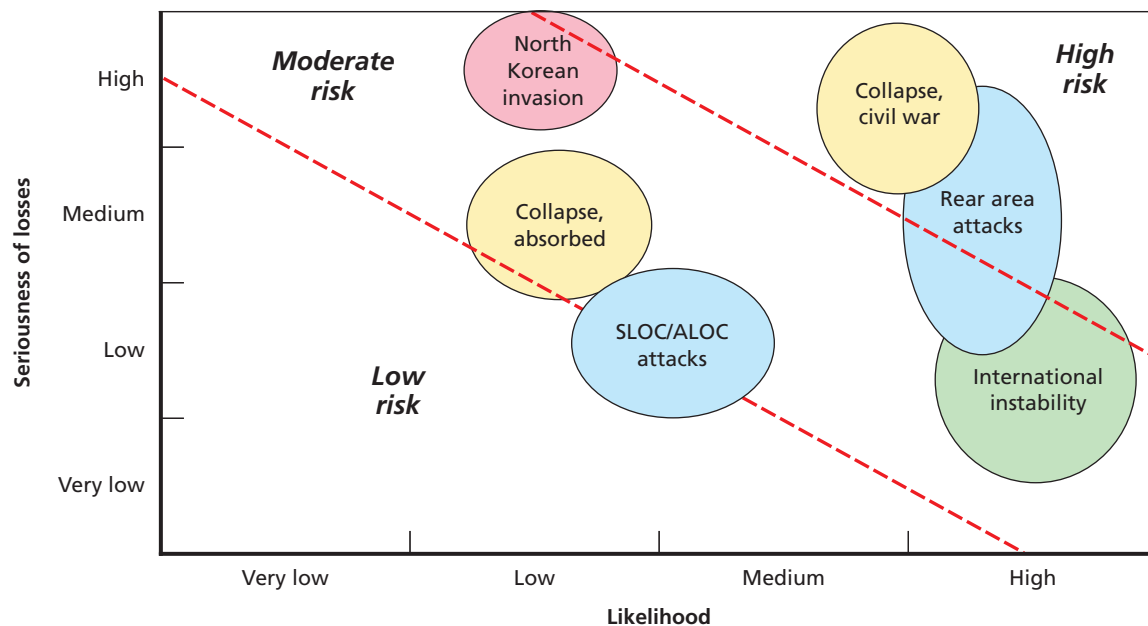 Moderate
risk
North
Korean
invasion
High
risk
Collapse,
civil war
Rear area
attacks
Collapse,
absorbed
SLOC/ALOC
attacks
International
instability
Low
risk
Seriousness of losses
High
Medium
Low
Very low
Very low
Low
Medium
High
Likelihood